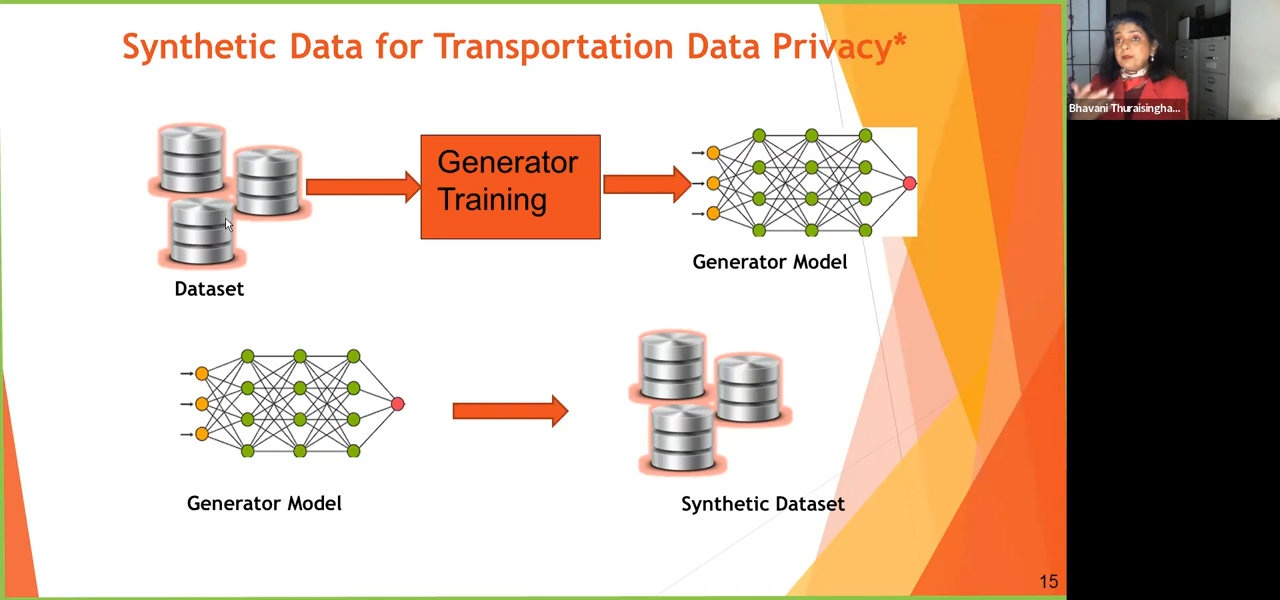 Synthetic Data for Transportation Data Privacy*
Bhavani Thuraisingha...
Generator
Training
Generator Model
Dataset
Generator Model
Synthetic Dataset
15